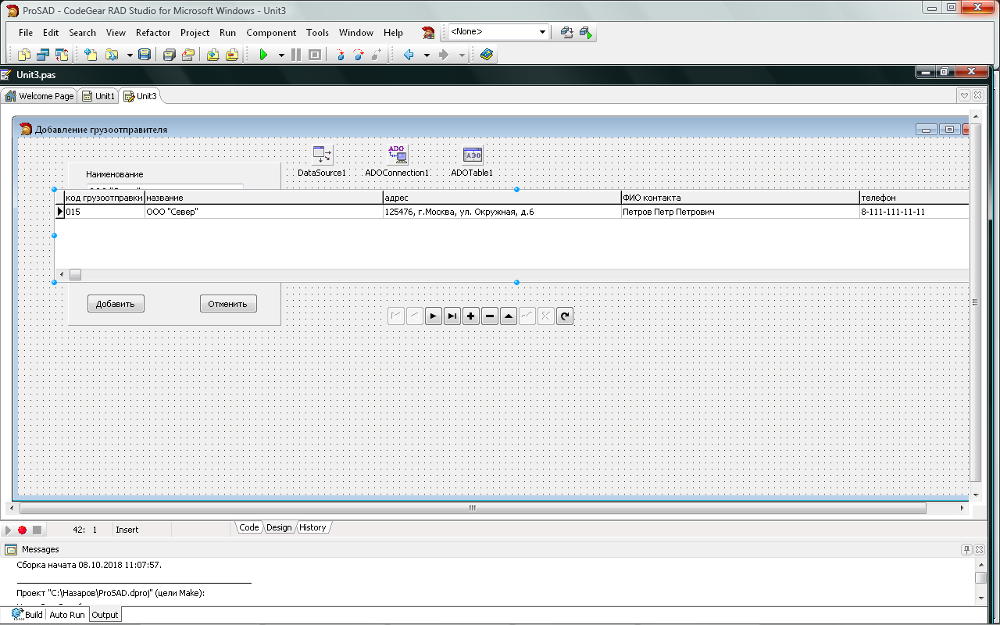 ProSAD - CodeGear RAD Studio for Microsoft Windows - Unit3
File Edit Search View Refactor Project Run Component Tools Window Help <None>
Unit3.pas
Welcome Page Unit1 Unit3
Добавление грузоотправителя
ADO
ADO
DataSource1 ADOConnection1 ADOTable1
Наименование
код грузоотправки название адрес ФИО контакта телефон
015 ООО "Север" 125476, г.Москва, ул. Окружная, д.6 Петров Петр Петрович 8-111-111-11-11
Добавить Отменить
42: 1 Insert Code Design History
Messages
Сборка начата 08.10.2018 11:07:57.
Проект "C:\Назаров\ProSAD.dproj" (цели Make):
Build Auto Run Output